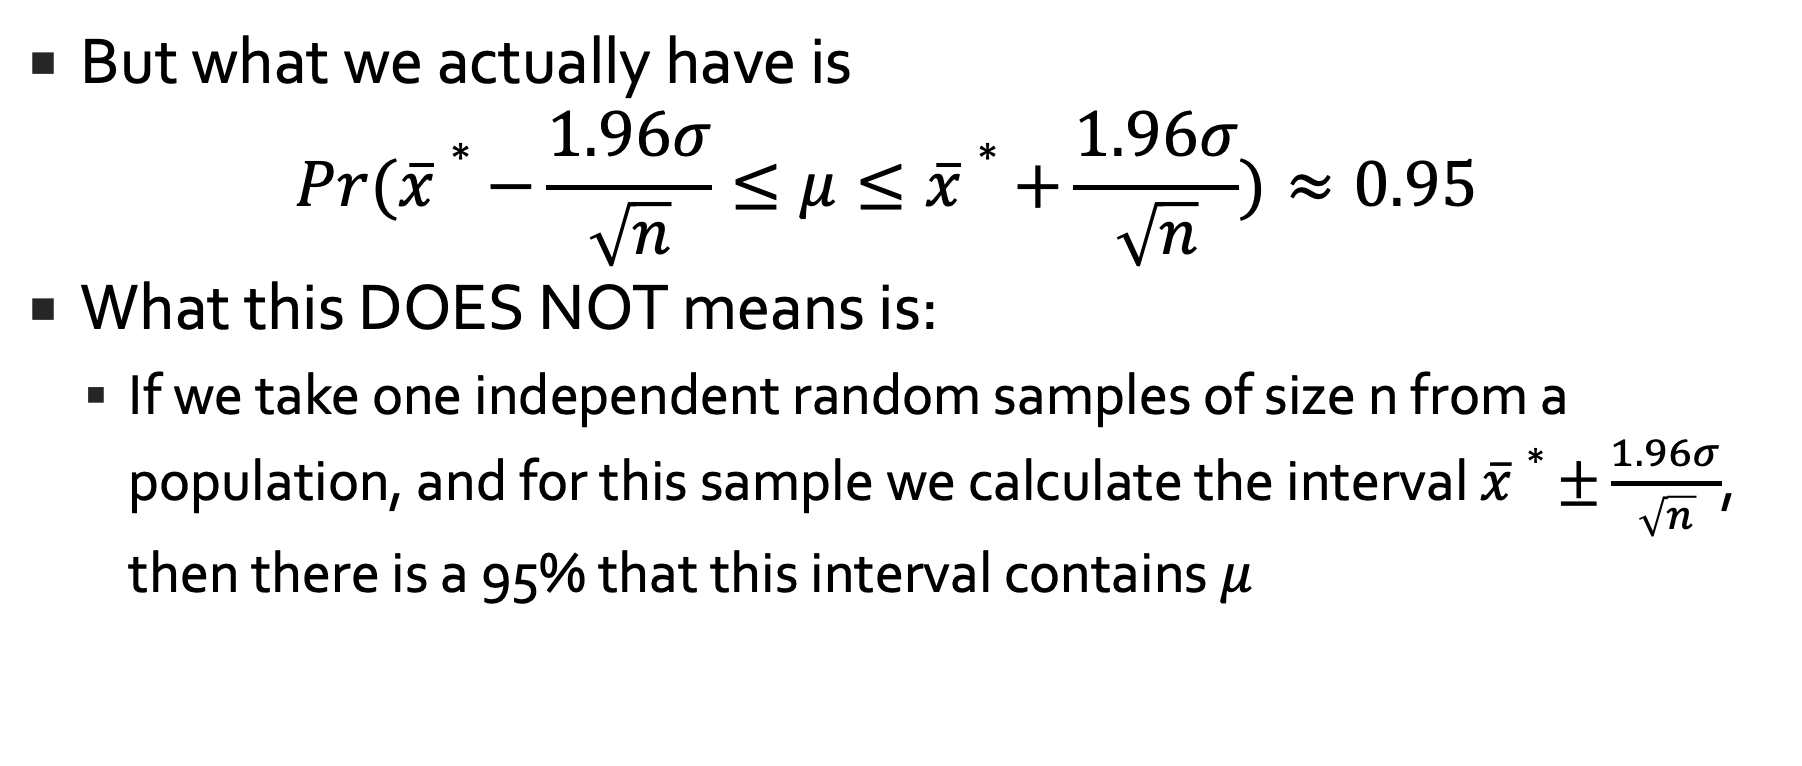 ▪ But what we actually have is
Pr(x̄ * − 1.96σ/√n ≤ μ ≤ x̄ * + 1.96σ/√n) ≈ 0.95
▪ What this DOES NOT means is:
▪ If we take one independent random samples of size n from a
population, and for this sample we calculate the interval x̄ * ± 1.96σ/√n,
then there is a 95% that this interval contains μ